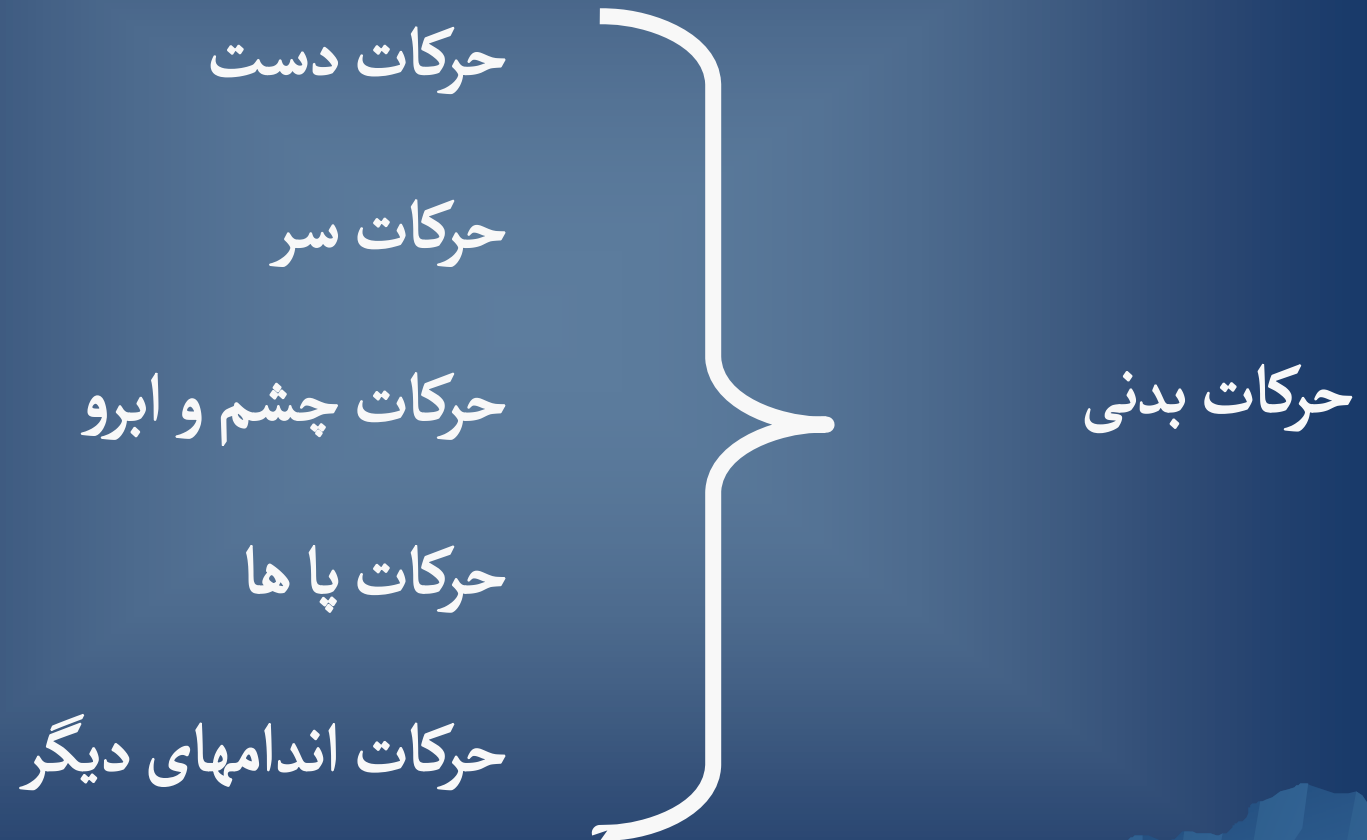 حرکات بدنی
حرکات دست
حرکات سر
حرکات چشم و ابرو
حرکات پا ها
حرکات اندامهای دیگر